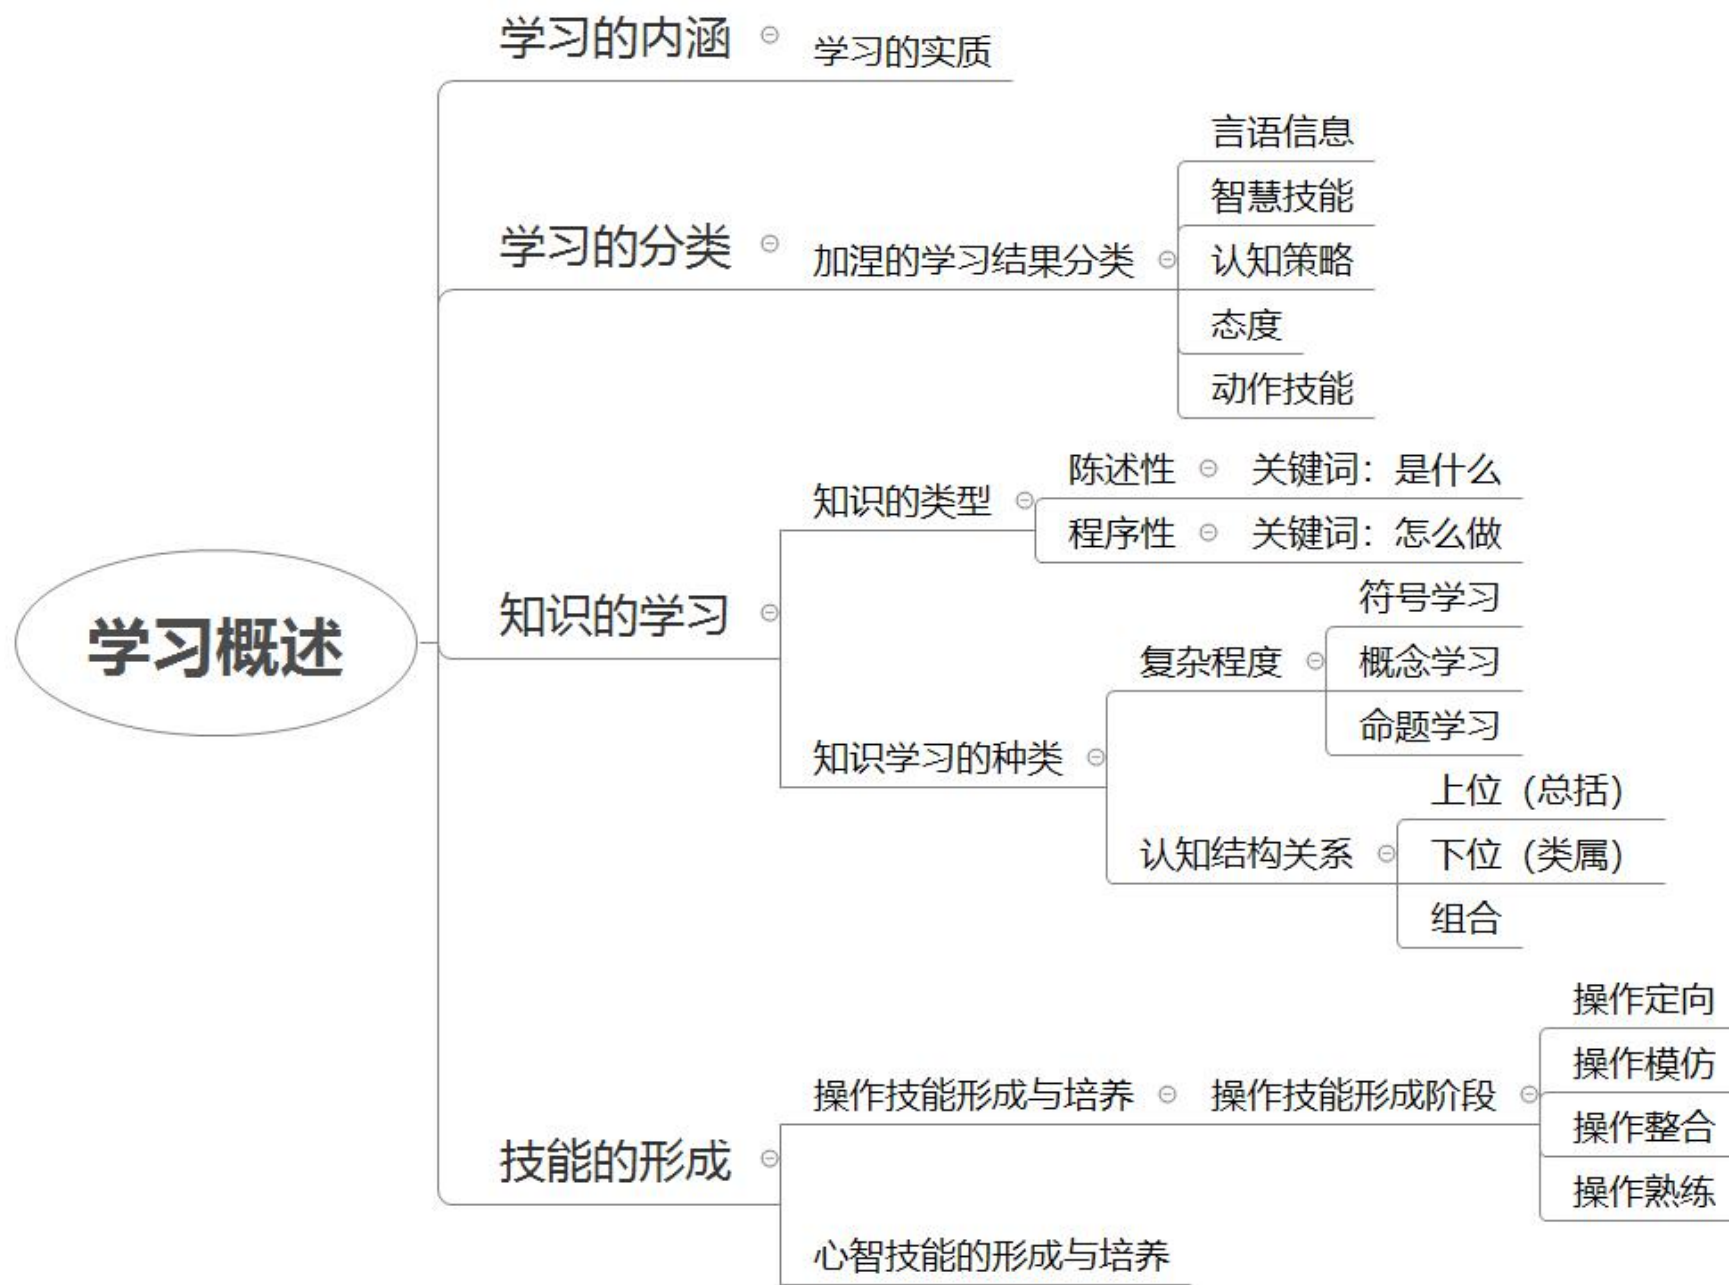 学习概述
学习的内涵
学习的实质
学习的分类
加涅的学习结果分类
言语信息
智慧技能
认知策略
态度
动作技能
知识的学习
知识的类型
陈述性
关键词：是什么
程序性
关键词：怎么做
知识学习的种类
复杂程度
符号学习
概念学习
命题学习
认知结构关系
上位（总括）
下位（类属）
组合
技能的形成
操作技能形成与培养
操作技能形成阶段
操作定向
操作模仿
操作整合
操作熟练
心智技能的形成与培养